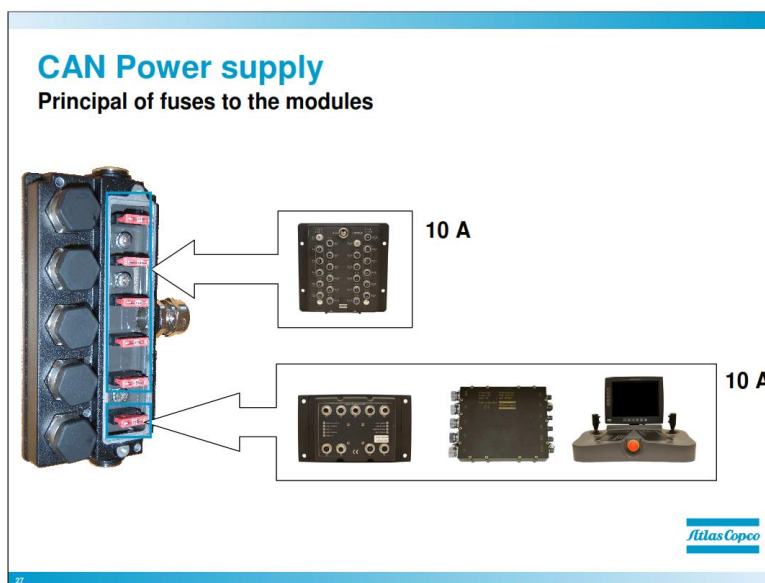 CAN Power supply
Principal of fuses to the modules
10 A
10 A
Atlas Copco
27